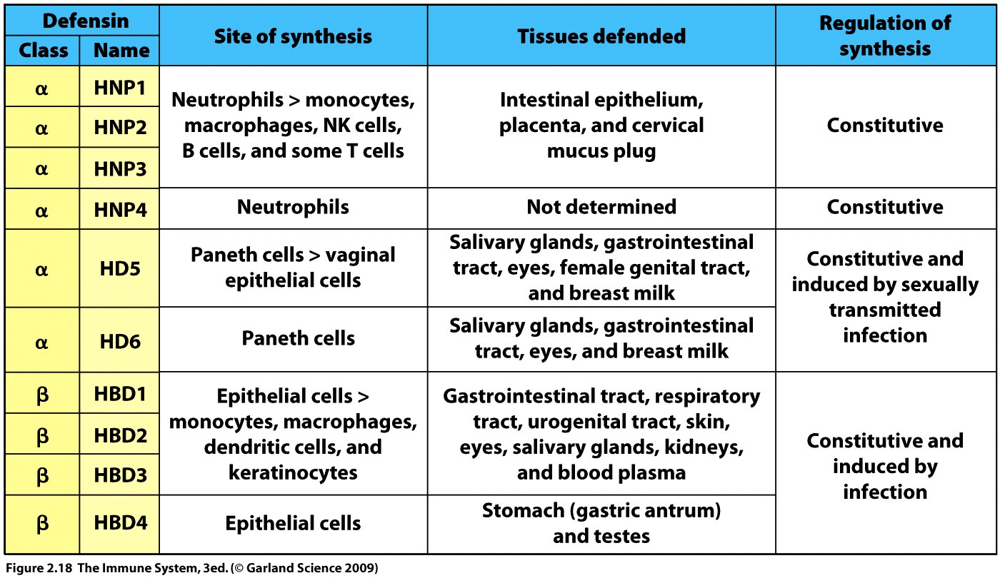 Defensin
Class
Name
Site of synthesis
Tissues defended
Regulation of
synthesis
α
HNP1
α
HNP2
α
HNP3
Neutrophils > monocytes,
macrophages, NK cells,
B cells, and some T cells
Intestinal epithelium,
placenta, and cervical
mucus plug
Constitutive
α
HNP4
Neutrophils
Not determined
Constitutive
α
HD5
Paneth cells > vaginal
epithelial cells
Salivary glands, gastrointestinal
tract, eyes, female genital tract,
and breast milk
Constitutive and
induced by sexually
transmitted
infection
α
HD6
Paneth cells
Salivary glands, gastrointestinal
tract, eyes, and breast milk
β
HBD1
β
HBD2
β
HBD3
Epithelial cells >
monocytes, macrophages,
dendritic cells, and
keratinocytes
Gastrointestinal tract, respiratory
tract, urogenital tract, skin,
eyes, salivary glands, kidneys,
and blood plasma
Constitutive and
induced by
infection
β
HBD4
Epithelial cells
Stomach (gastric antrum)
and testes
Figure 2.18 The Immune System, 3ed. (© Garland Science 2009)